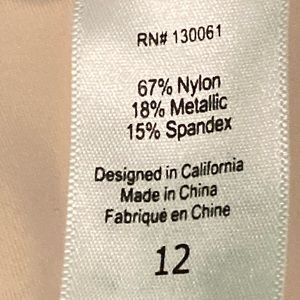 RN# 130061
67% Nylon
18% Metallic
15% Spandex
Designed in California
Made in China
Fabriqué en Chine
12